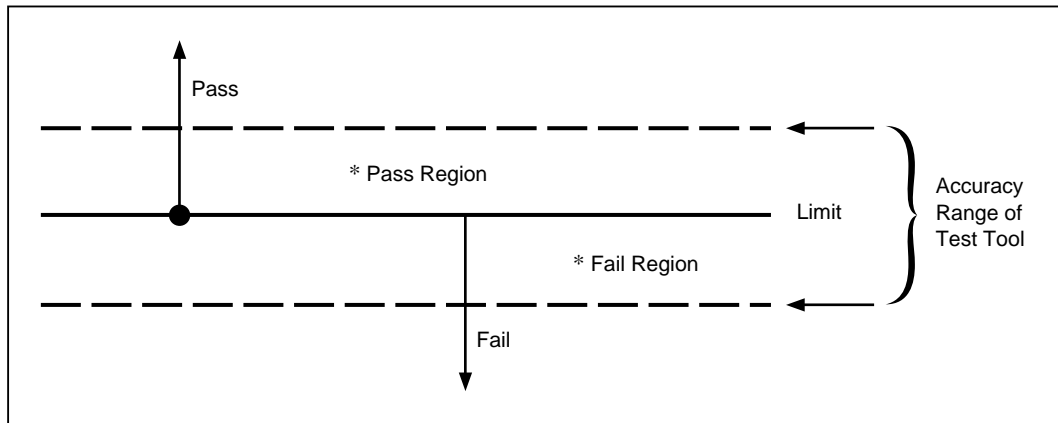 Pass
* Pass Region
Limit
Accuracy
Range of
Test Tool
* Fail Region
Fail